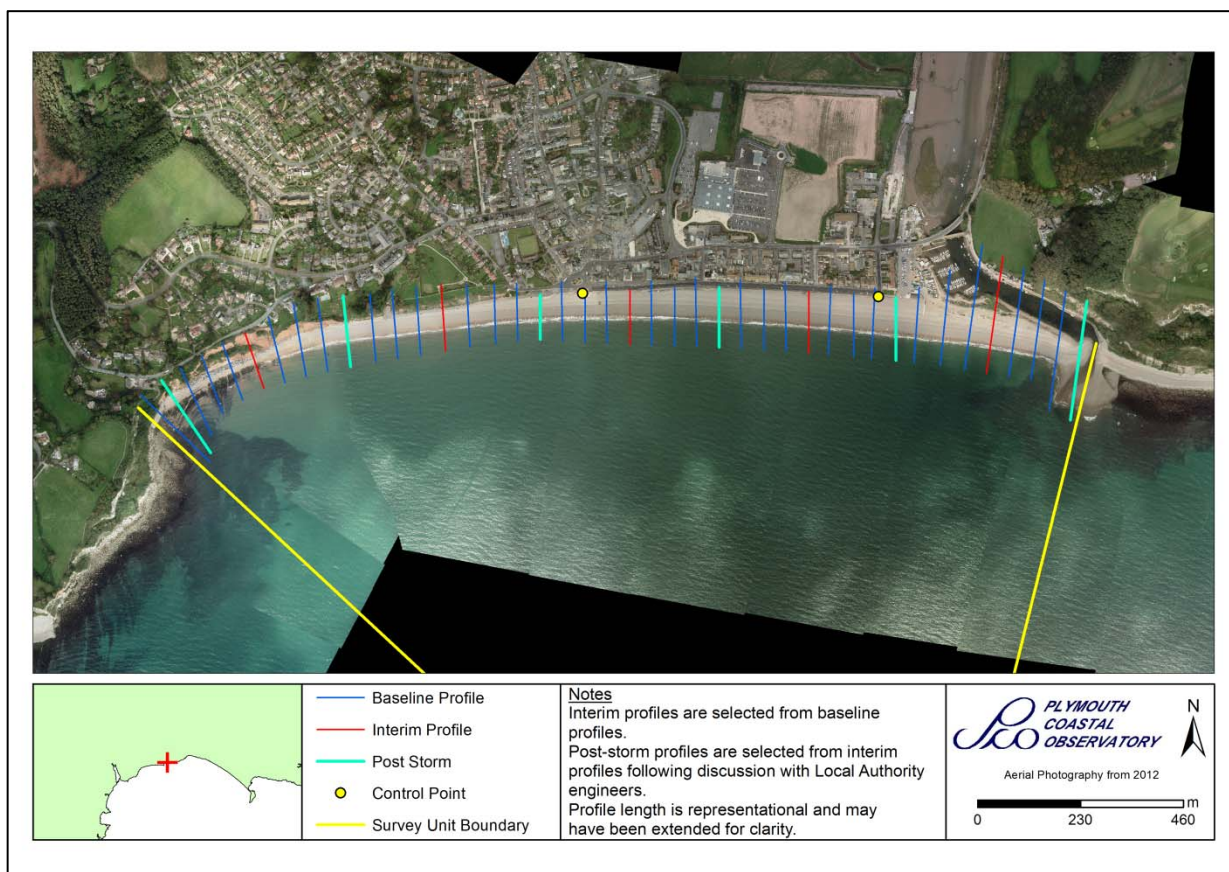 Baseline Profile
Interim Profile
Post Storm
Control Point
Survey Unit Boundary
Notes
Interim profiles are selected from baseline
profiles.
Post-storm profiles are selected from interim
profiles following discussion with Local Authority
engineers.
Profile length is representational and may
have been extended for clarity.
PLYMOUTH
COASTAL
OBSERVATORY
N
Aerial Photography from 2012
m
0 230 460